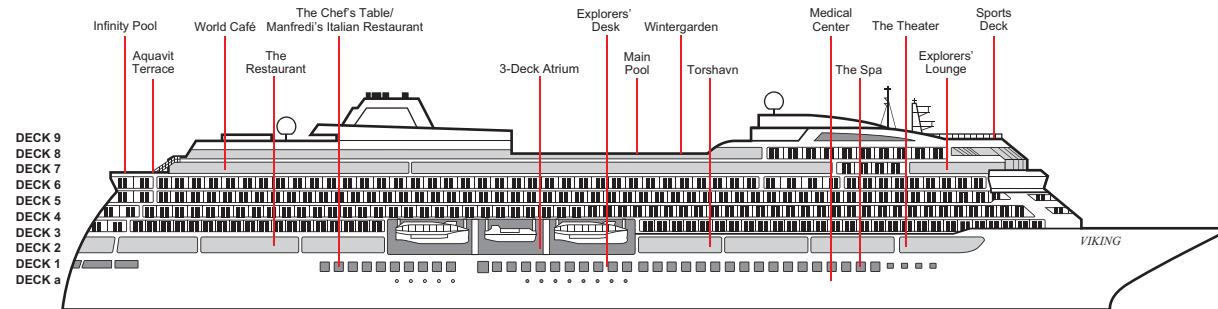 The Chef's Table/
Manfredi's Italian Restaurant
Explorers'
Desk
Medical
Center
Sports
Deck
Infinity Pool
World Café
Wintergarden
The Theater
Aquavit
Terrace
The
Restaurant
3-Deck Atrium
Main
Pool
Torshavn
The Spa
Explorers'
Lounge
DECK 9
DECK 8
DECK 7
DECK 6
DECK 5
DECK 4
DECK 3
DECK 2
DECK 1
DECK a
VIKING